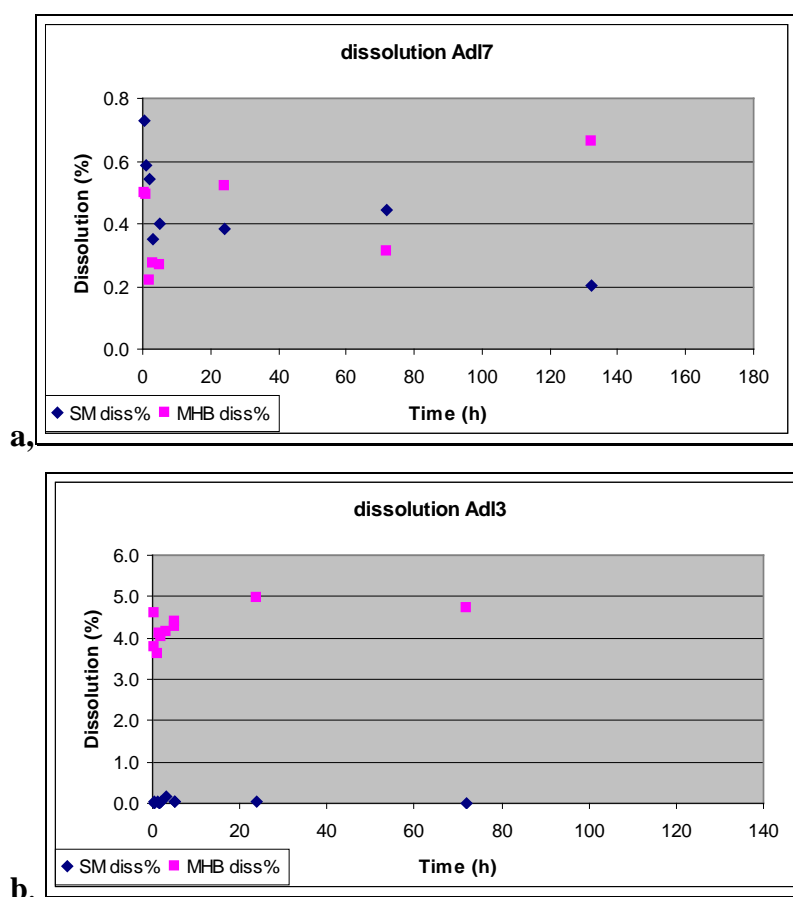 dissolution Adl7
0.8
0.6
0.4
0.2
0.0
Dissolution (%)
0 20 40 60 80 100 120 140 160 180
Time (h)
SM diss% MHB diss%
a,
dissolution Adl3
6.0
5.0
4.0
3.0
2.0
1.0
0.0
Dissolution (%)
0 20 40 60 80 100 120 140
Time (h)
SM diss% MHB diss%
b.